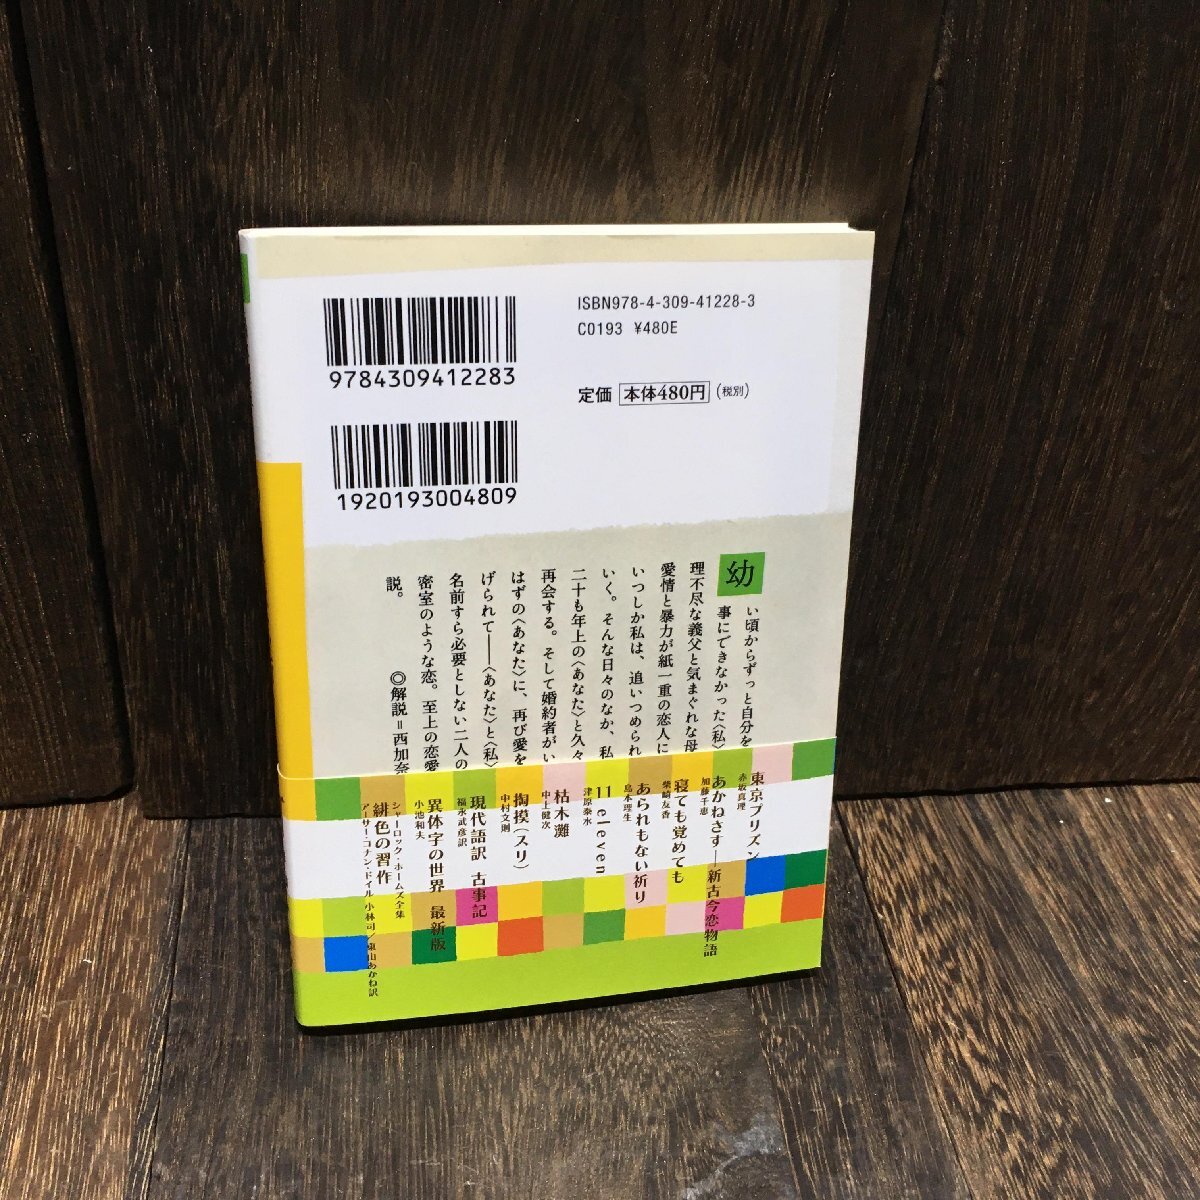 ISBN978-4-309-41228-3
C0193 ¥480E
9784309412283
定価 本体480円 (税別)
1920193004809
幼い頃からずっと自分を
事にできなかった〈私〉
理不尽な義父と気まぐれな母
愛情と暴力が紙一重の恋人に
いつしか私は、追いつめられ
いく。そんな日々のなか、私
二十も年上の〈あなた〉と久々
再会する。そして婚約者がい
はずの〈あなた〉に、再び愛を
げられて――〈あなた〉と〈私〉
名前すら必要としない二人の
密室のような恋。至上の恋愛
説。
◎解説＝西加奈
東京プリズン
赤坂真理
あかねさす――新古今恋物語
加藤千恵
寝ても覚めても
柴崎友香
あられもない祈り
島本理生
11 eleven
津原泰水
枯木灘
中上健次
掏摸(スリ)
中村文則
現代語訳 古事記
福永武彦訳
異体字の世界 最新版
小池和夫
シャーロック・ホームズ全集
緋色の習作
アーサー・コナン・ドイル 小林司／東山あかね訳